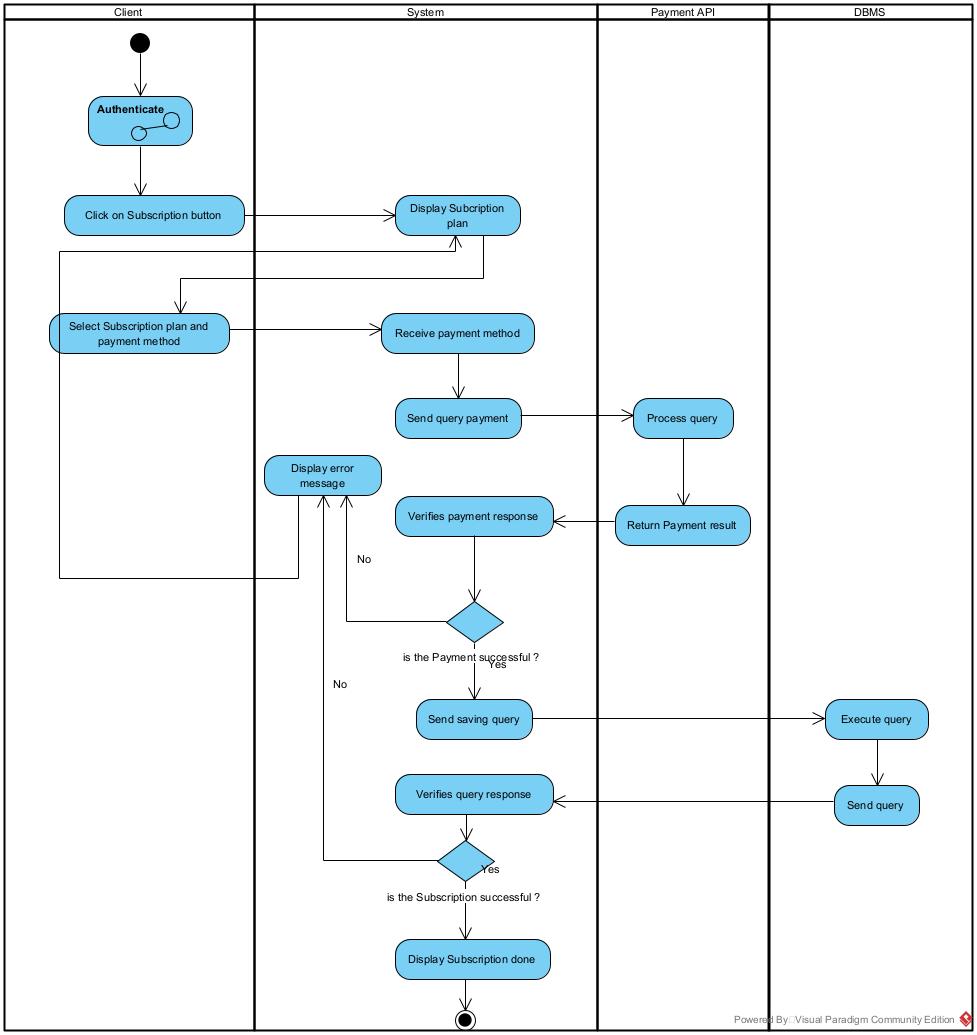 Client
System
Payment API
DBMS
Authenticate
Click on Subscription button
Display Subcription
plan
Select Subscription plan and
payment method
Receive payment method
Send query payment
Process query
Display error
message
Verifies payment response
Return Payment result
No
is the Payment successful ?
Yes
No
Send saving query
Execute query
Verifies query response
Send query
Yes
is the Subscription successful ?
Display Subscription done
Powered By Visual Paradigm Community Edition